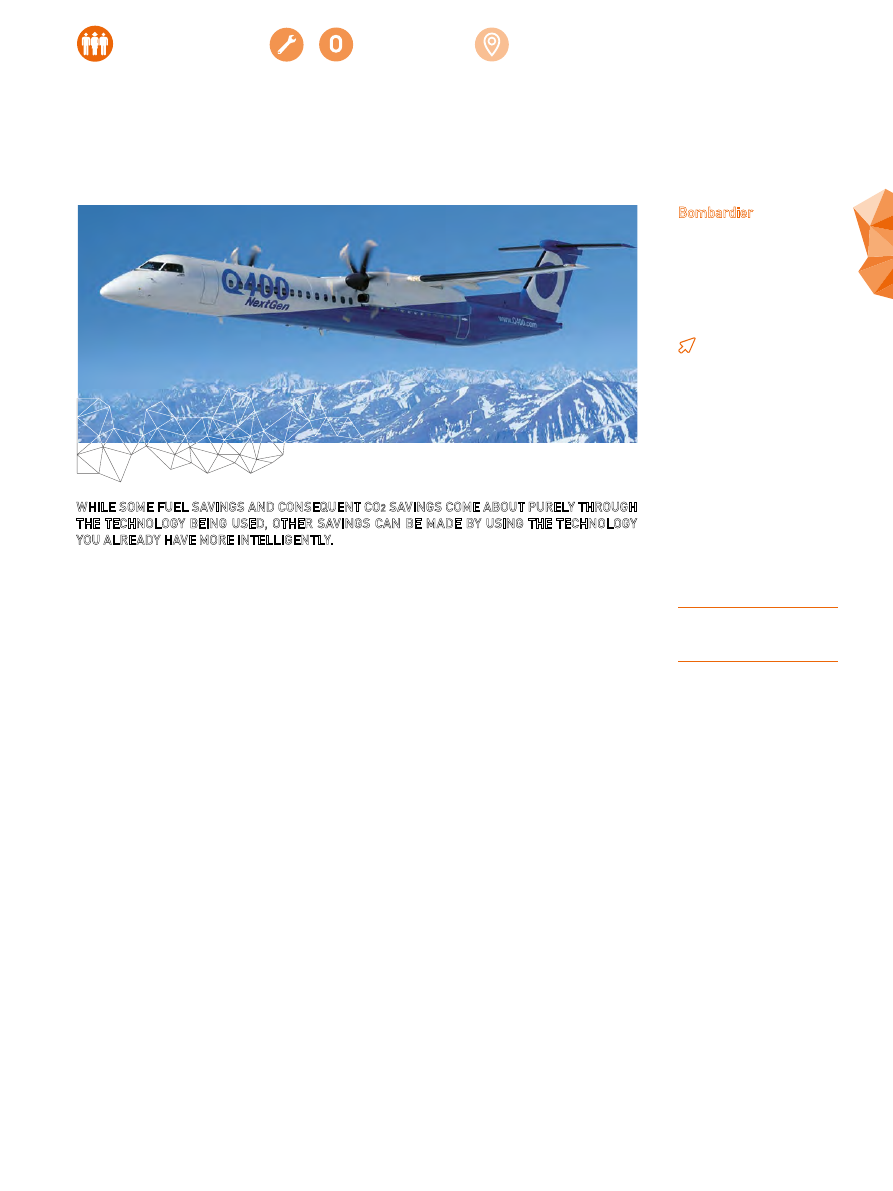 O
Bombardier
Q400
NextGen
www.Q400.com
WHILE SOME FUEL SAVINGS AND CONSEQUENT CO2 SAVINGS COME ABOUT PURELY THROUGH
THE TECHNOLOGY BEING USED, OTHER SAVINGS CAN BE MADE BY USING THE TECHNOLOGY
YOU ALREADY HAVE MORE INTELLIGENTLY.